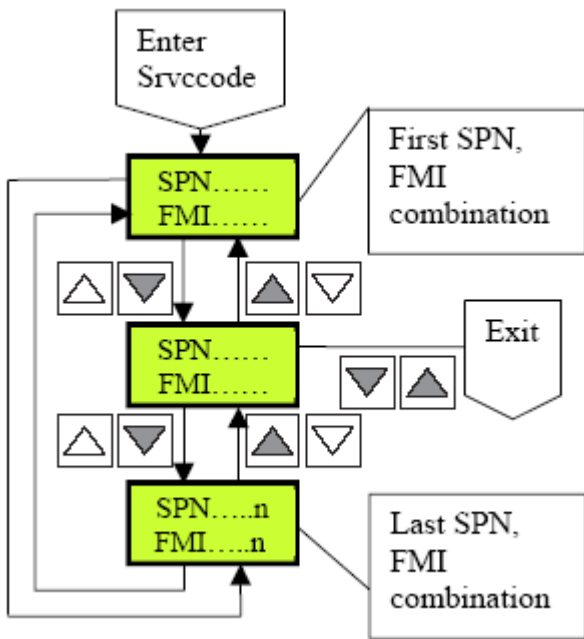 Enter
Srvccode
First SPN,
FMI
combination
SPN......
FMI......
SPN......
FMI......
Exit
SPN.....n
FMI.....n
Last SPN,
FMI
combination